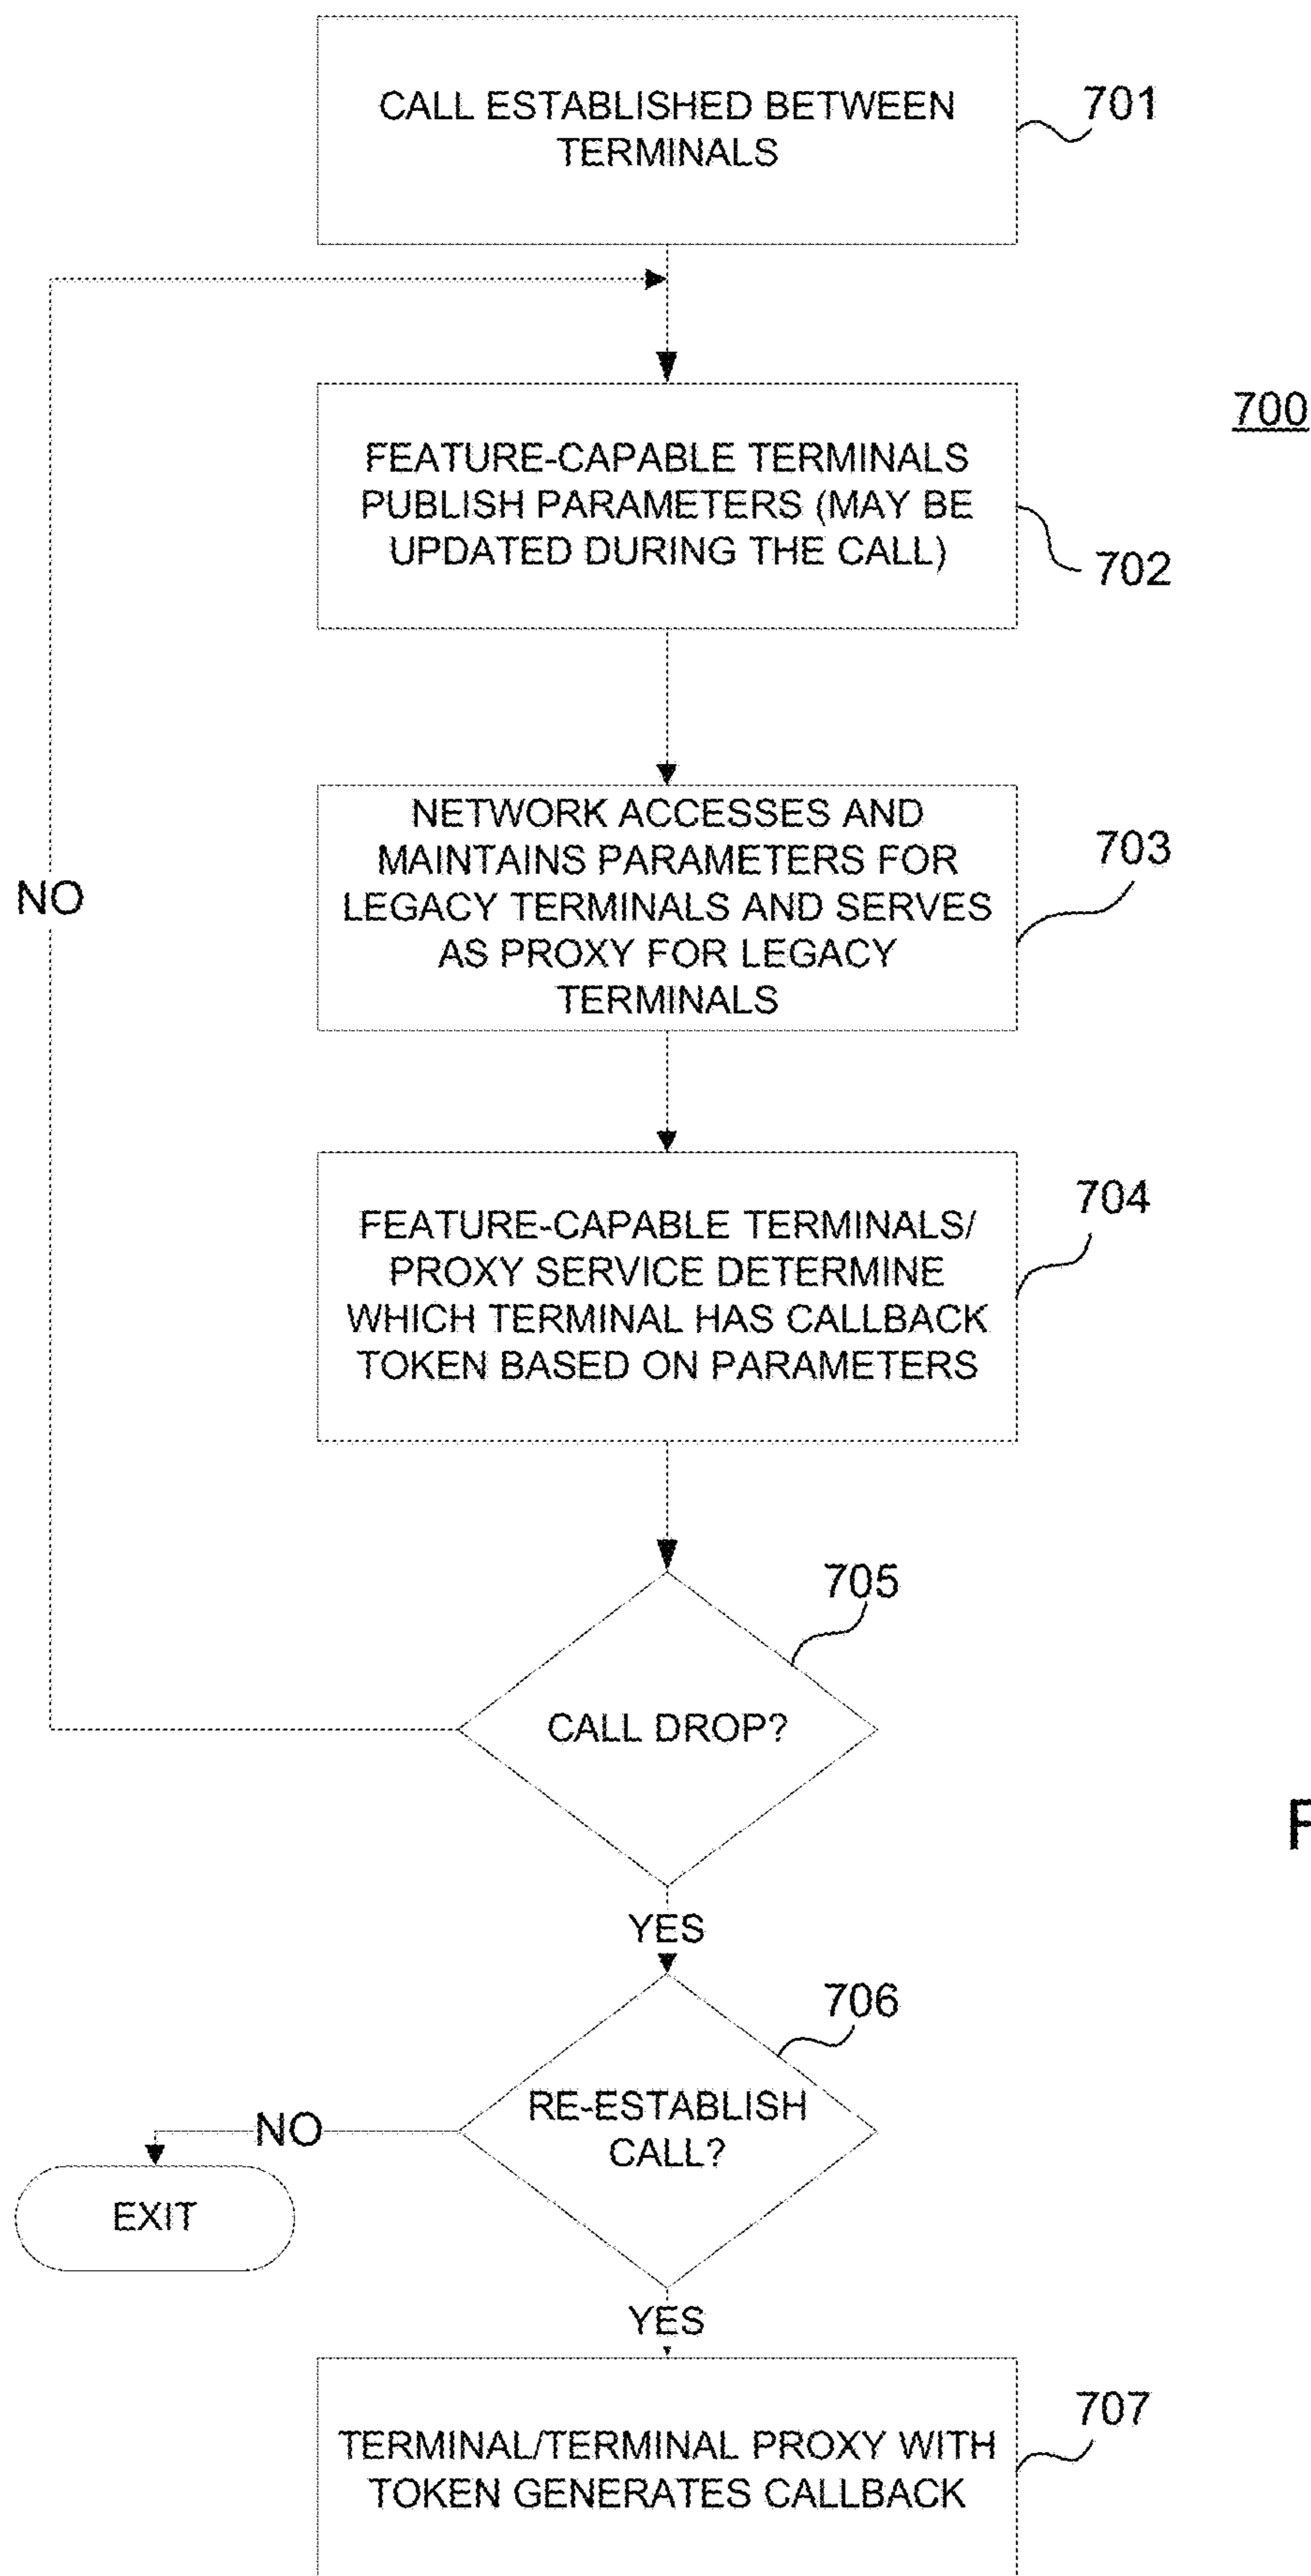 CALL ESTABLISHED BETWEEN
TERMINALS
701
FEATURE-CAPABLE TERMINALS
PUBLISH PARAMETERS (MAY BE
UPDATED DURING THE CALL)
700
702
NETWORK ACCESSES AND
MAINTAINS PARAMETERS FOR
LEGACY TERMINALS AND SERVES
AS PROXY FOR LEGACY
TERMINALS
703
NO
FEATURE-CAPABLE TERMINALS/
PROXY SERVICE DETERMINE
WHICH TERMINAL HAS CALLBACK
TOKEN BASED ON PARAMETERS
704
705
CALL DROP?
YES
706
RE-ESTABLISH
CALL?
NO
EXIT
YES
TERMINAL/TERMINAL PROXY WITH
TOKEN GENERATES CALLBACK
707